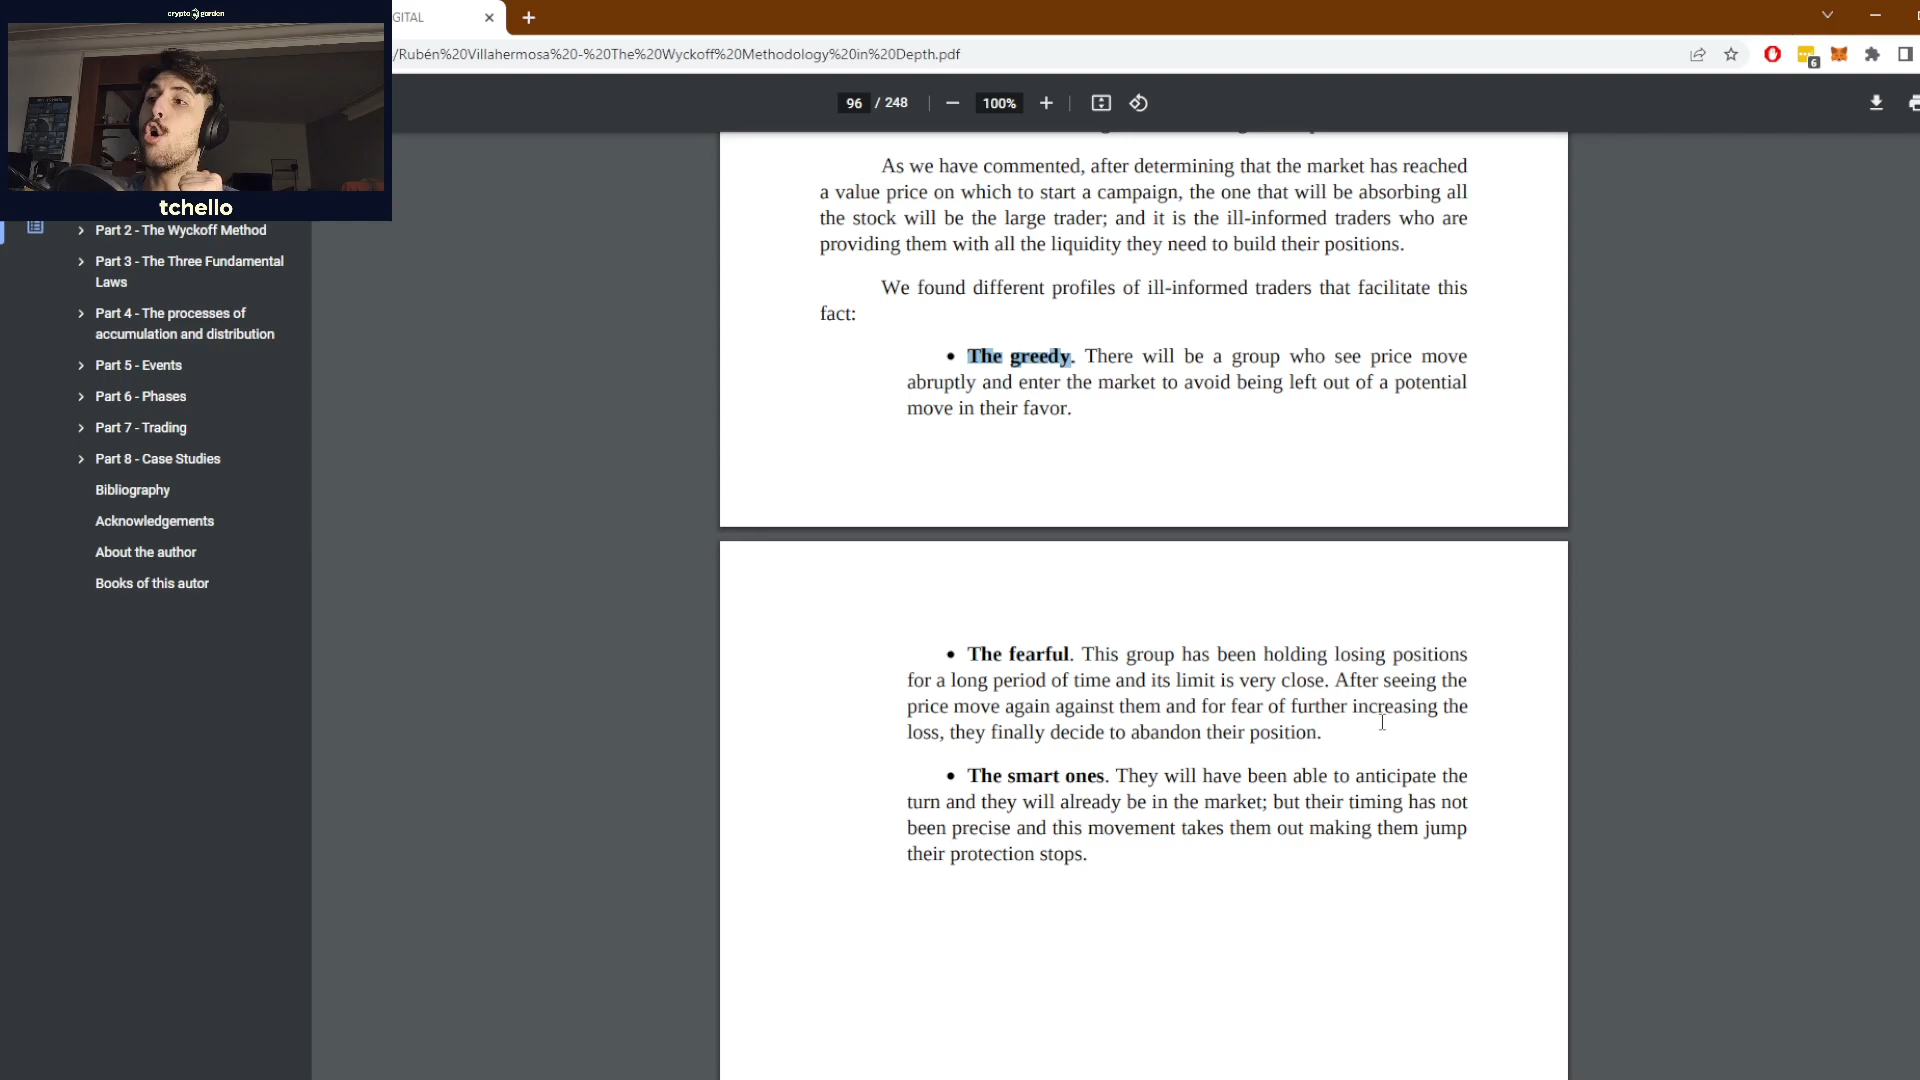 crypto garden
tchello
GITAL
/Rubén%20Villahermosa%20-%20The%20Wyckoff%20Methodology%20in%20Depth.pdf
6
96 / 248
100%
Part 2 - The Wyckoff Method
Part 3 - The Three Fundamental
Laws
Part 4 - The processes of
accumulation and distribution
Part 5 - Events
Part 6 - Phases
Part 7 - Trading
Part 8 - Case Studies
Bibliography
Acknowledgements
About the author
Books of this autor
As we have commented, after determining that the market has reached
a value price on which to start a campaign, the one that will be absorbing all
the stock will be the large trader; and it is the ill-informed traders who are
providing them with all the liquidity they need to build their positions.
We found different profiles of ill-informed traders that facilitate this
fact:
• The greedy. There will be a group who see price move
abruptly and enter the market to avoid being left out of a potential
move in their favor.
• The fearful. This group has been holding losing positions
for a long period of time and its limit is very close. After seeing the
price move again against them and for fear of further increasing the
loss, they finally decide to abandon their position.
• The smart ones. They will have been able to anticipate the
turn and they will already be in the market; but their timing has not
been precise and this movement takes them out making them jump
their protection stops.